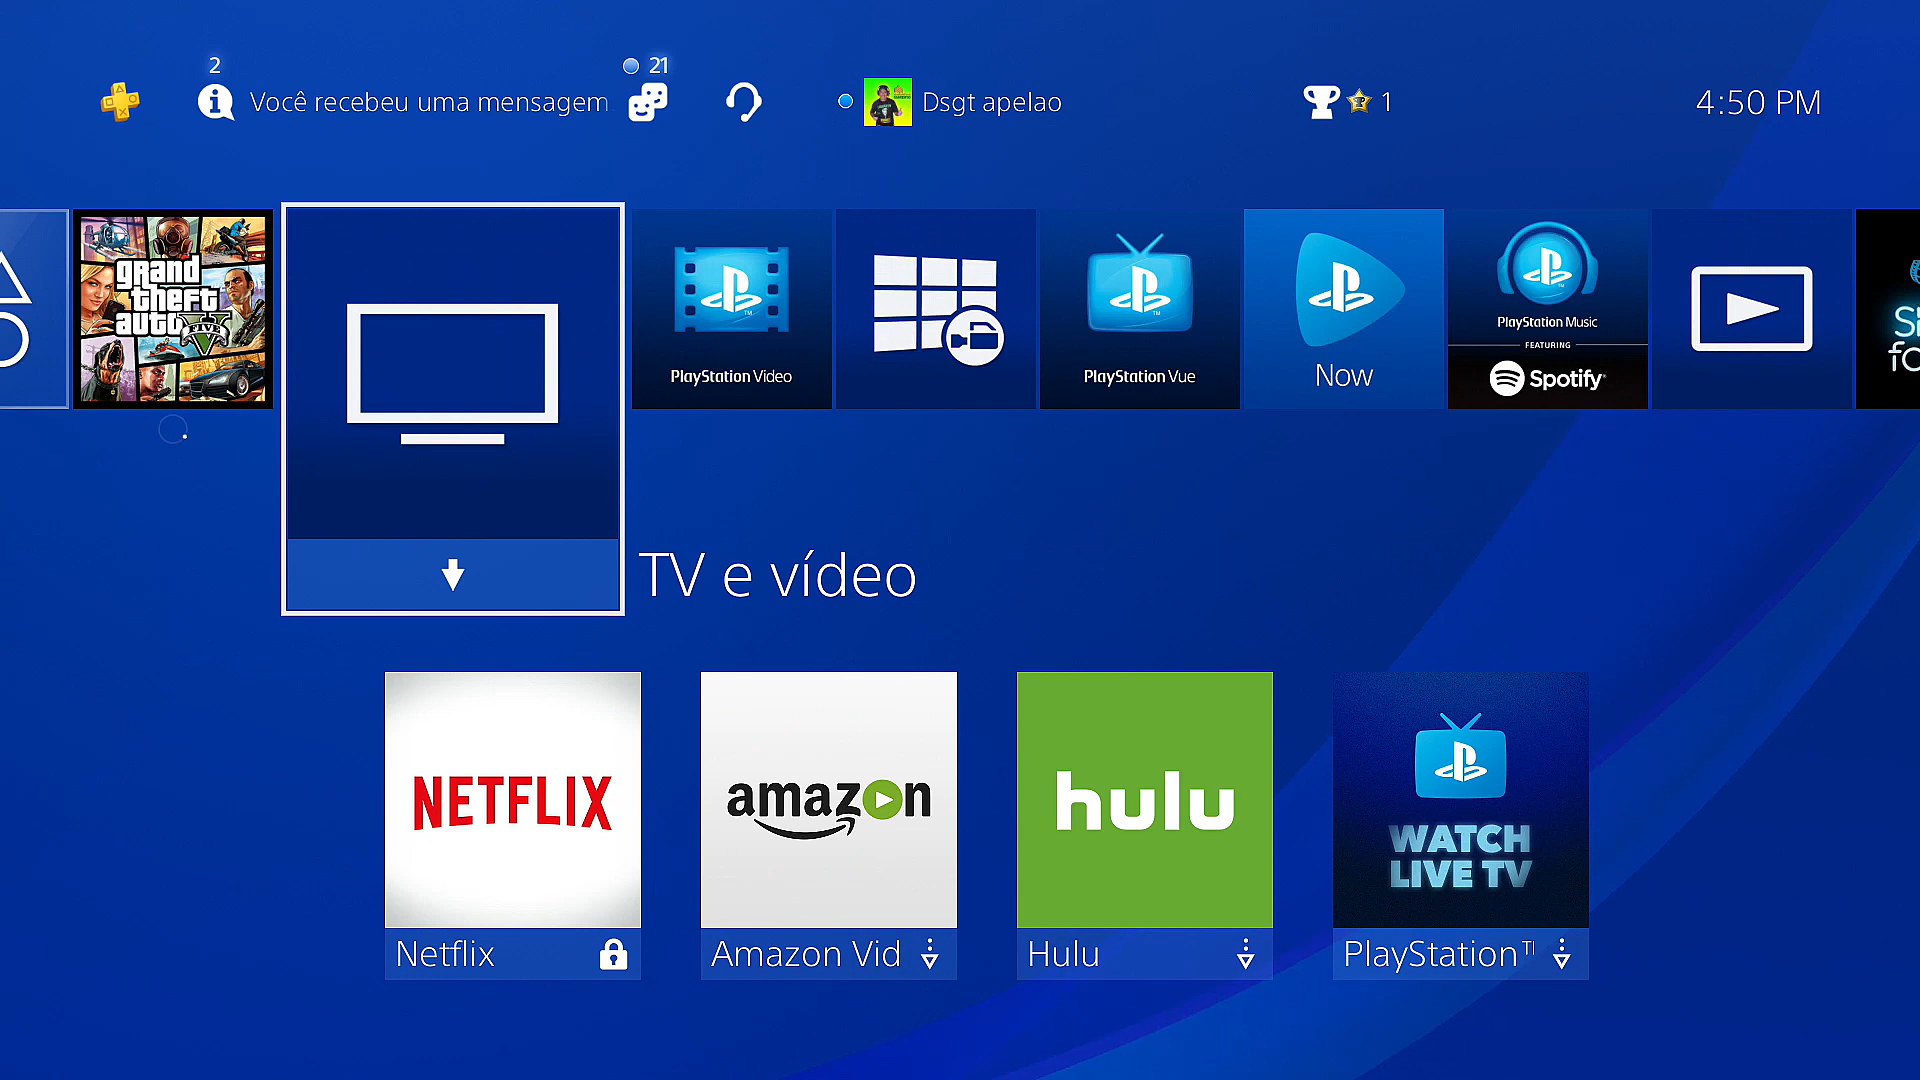 2
Você recebeu uma mensagem
21
Dsgt apelao
1
4:50 PM
grand
theft
auto
FIVE
PlayStation Video
PlayStation Vue
Now
PlayStation Music
FEATURING
Spotify
TV e vídeo
NETFLIX
amazon
hulu
WATCH
LIVE TV
Netflix
Amazon Vid
Hulu
PlayStation